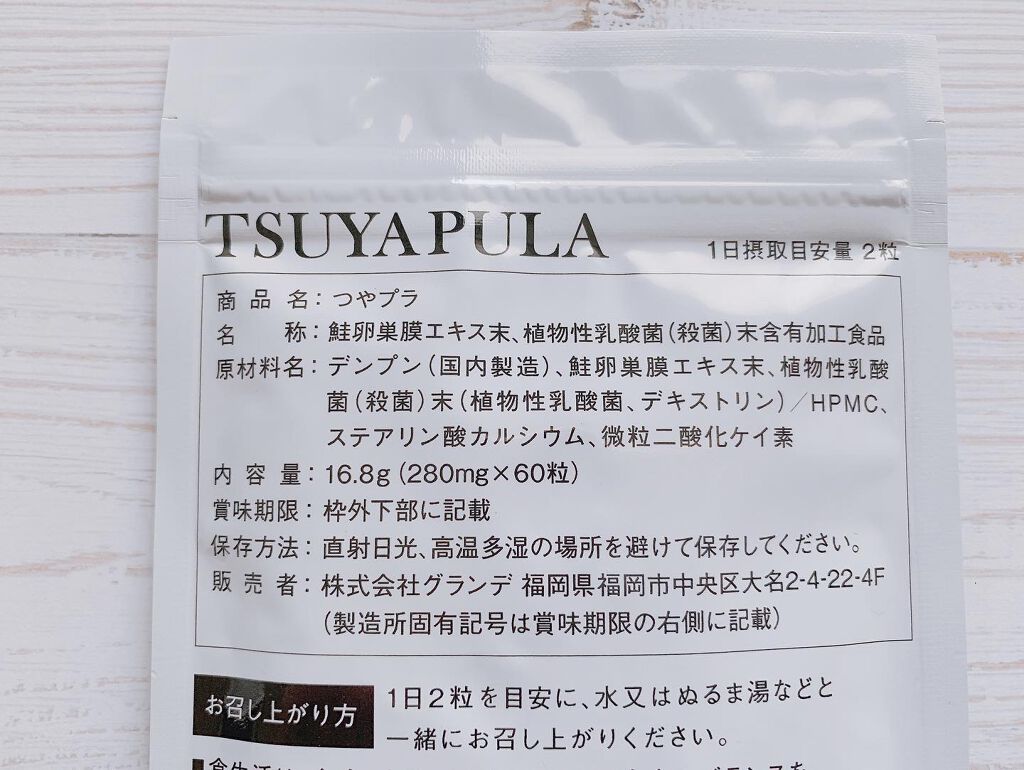 TSUYAPULA
1日摂取目安量 2粒
商品名：つやプラ
名　　称：鮭卵巣膜エキス末、植物性乳酸菌（殺菌）末含有加工食品
原材料名：デンプン（国内製造）、鮭卵巣膜エキス末、植物性乳酸
菌（殺菌）末（植物性乳酸菌、デキストリン）／HPMC、
ステアリン酸カルシウム、微粒二酸化ケイ素
内容量：16.8g（280mg×60粒）
賞味期限：枠外下部に記載
保存方法：直射日光、高温多湿の場所を避けて保存してください。
販売者：株式会社グランデ 福岡県福岡市中央区大名2-4-22-4F
（製造所固有記号は賞味期限の右側に記載）
お召し上がり方
1日2粒を目安に、水又はぬるま湯などと
一緒にお召し上がりください。